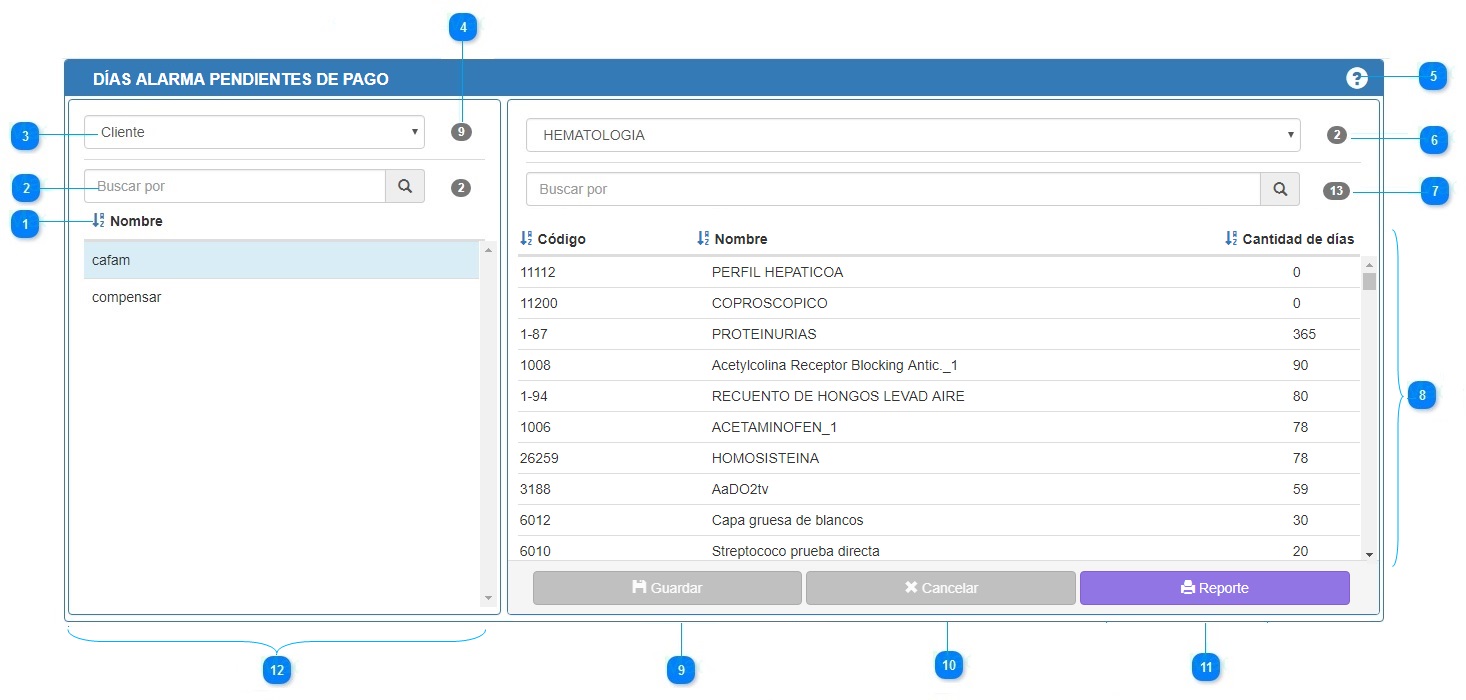 4
DÍAS ALARMA PENDIENTES DE PAGO
?
5
3
Cliente
9
HEMATOLOGIA
2
6
2
Buscar por
2
Buscar por
13
7
1
Nombre
Código Nombre Cantidad de días
cafam
compensar
11112 PERFIL HEPATICOA 0
11200 COPROSCOPICO 0
1-87 PROTEINURIAS 365
1008 Acetylcolina Receptor Blocking Antic._1 90
1-94 RECUENTO DE HONGOS LEVAD AIRE 80
1006 ACETAMINOFEN_1 78
26259 HOMOSISTEINA 78
3188 AaDO2tv 59
6012 Capa gruesa de blancos 30
6010 Streptococo prueba directa 20
8
Guardar
Cancelar
Reporte
12
9
10
11